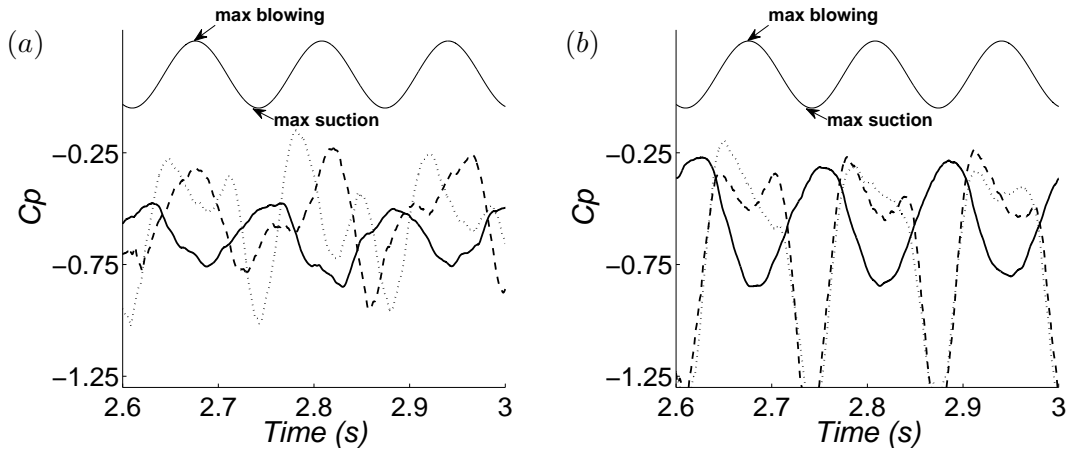 (a)
max blowing
max suction
−0.25
−0.75
−1.25
Cp
2.6 2.7 2.8 2.9 3
Time (s)
(b)
max blowing
max suction
−0.25
−0.75
−1.25
Cp
2.6 2.7 2.8 2.9 3
Time (s)